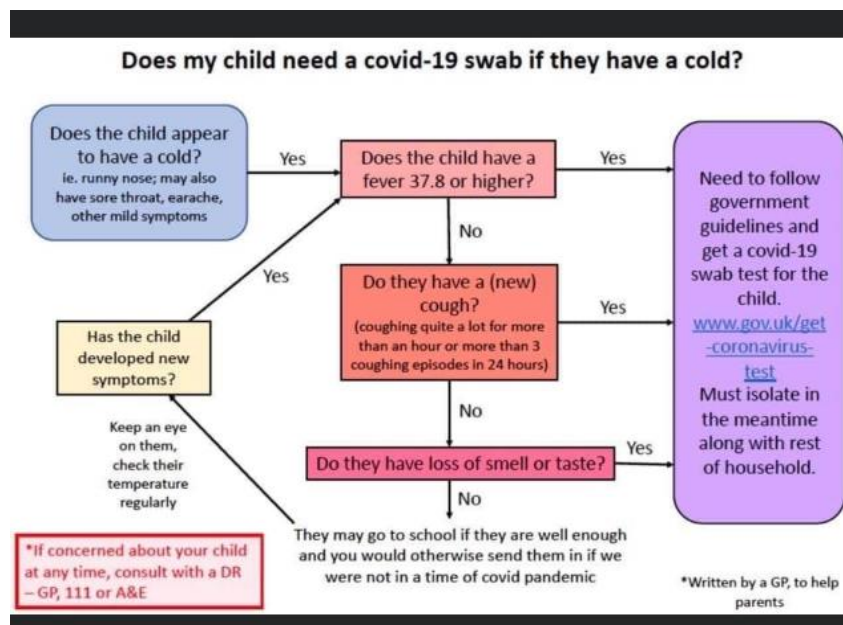 Does my child need a covid-19 swab if they have a cold?
Does the child appear
to have a cold?
ie. runny nose; may also
have sore throat, earache,
other mild symptoms
Yes
Does the child have a
fever 37.8 or higher?
Yes
No
Do they have a (new)
cough?
(coughing quite a lot for more
than an hour or more than 3
coughing episodes in 24 hours)
Yes
No
Do they have loss of smell or taste?
Yes
No
They may go to school if they are well enough
and you would otherwise send them in if we
were not in a time of covid pandemic
Keep an eye
on them,
check their
temperature
regularly
Has the child
developed new
symptoms?
Yes
Need to follow
government
guidelines and
get a covid-19
swab test for the
child.
www.gov.uk/get
-coronavirus-
test
Must isolate in
the meantime
along with rest
of household.
*If concerned about your child
at any time, consult with a DR
– GP, 111 or A&E
*Written by a GP, to help
parents